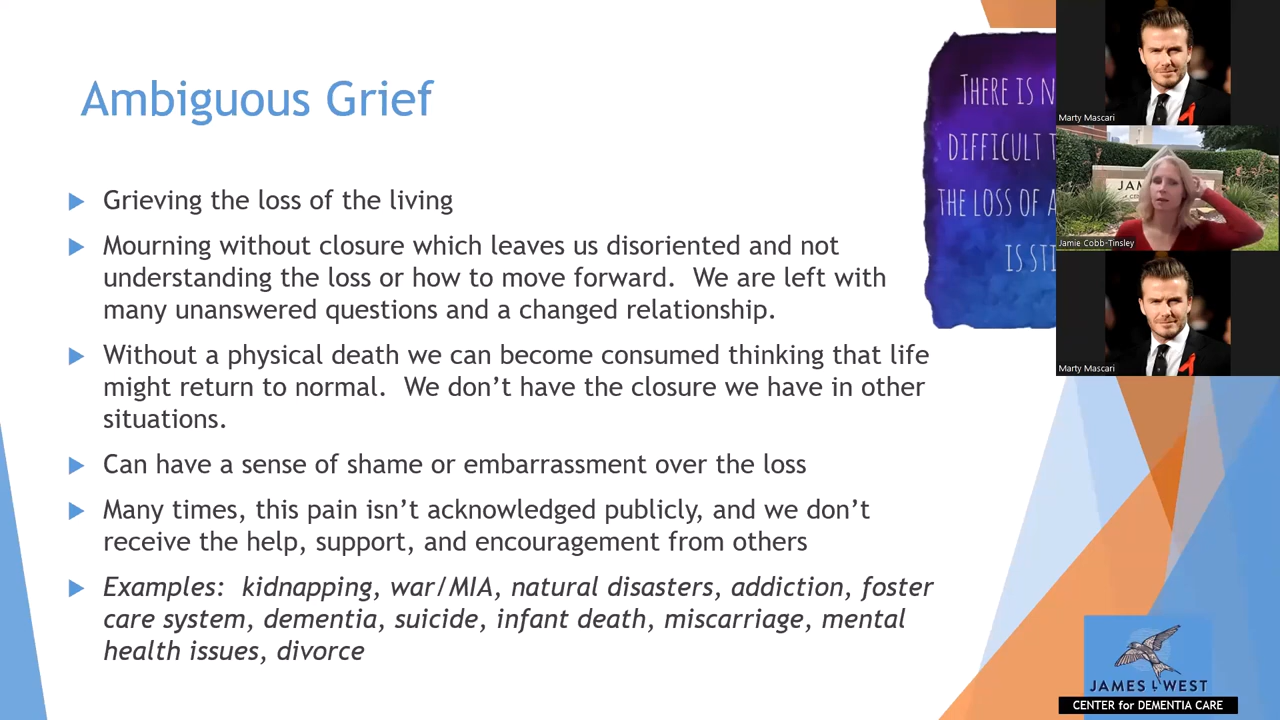 Ambiguous Grief
Grieving the loss of the living
Mourning without closure which leaves us disoriented and not
understanding the loss or how to move forward. We are left with
many unanswered questions and a changed relationship.
Without a physical death we can become consumed thinking that life
might return to normal. We don't have the closure we have in other
situations.
Can have a sense of shame or embarrassment over the loss
Many times, this pain isn't acknowledged publicly, and we don't
receive the help, support, and encouragement from others
Examples: kidnapping, war/MIA, natural disasters, addiction, foster
care system, dementia, suicide, infant death, miscarriage, mental
health issues, divorce
THERE IS
DIFFICULT
THE LOSS OF A
IS
Marty Mascari
JAM
Jamie Cobb-Tinsley
Marty Mascari
JAMES L WEST
CENTER for DEMENTIA CARE